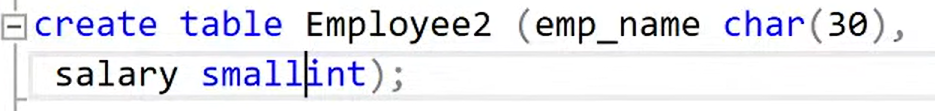 create table Employee2 (emp_name char(30),
salary smallint);